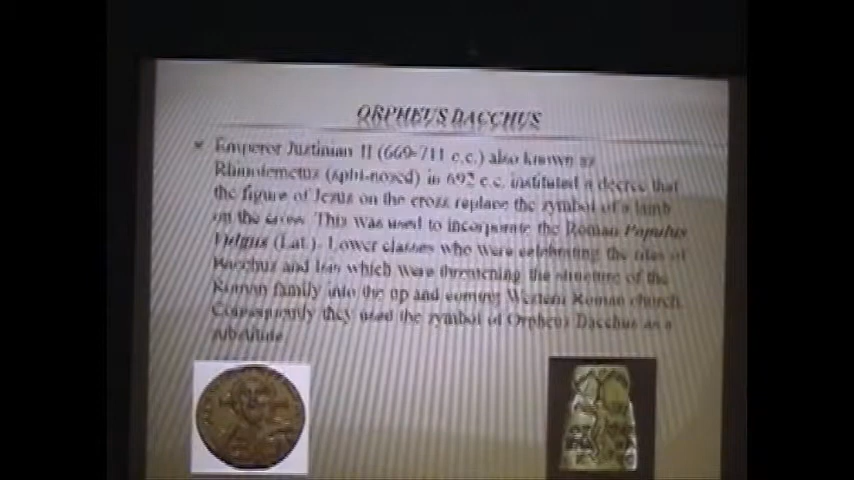 ORPHEUS BACCHUS
Emperor Justinian II (669-711 c.e.) also known as
Rhinotemetus (split-nosed) in 692 c.e. instituted a decree that
the figure of Jesus on the cross replace the symbol of a lamb
on the cross. This was used to incorporate the Roman Populus
Vulgus (Lat.). Lower classes who were celebrating the rites of
Bacchus and Isis which were threatening the structure of the
Roman family into the up and coming Western Roman church.
Consequently they used the symbol of Orpheus Bacchus as a
substitute.